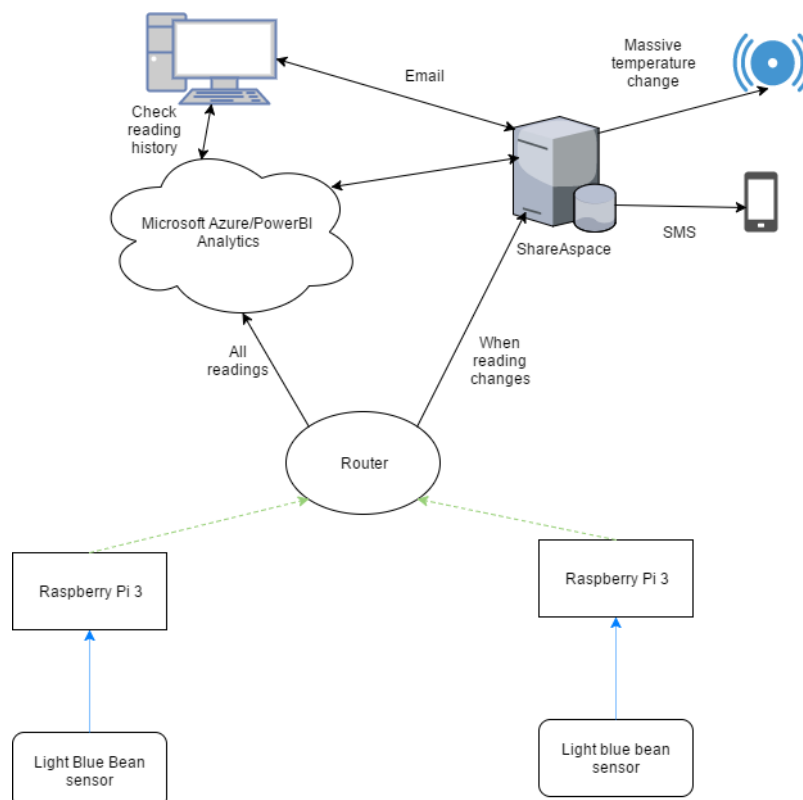 Massive
temperature
change
Email
Check
reading
history
Microsoft Azure/PowerBI
Analytics
ShareAspace
SMS
All
readings
When
reading
changes
Router
Raspberry Pi 3
Raspberry Pi 3
Light Blue Bean
sensor
Light blue bean
sensor